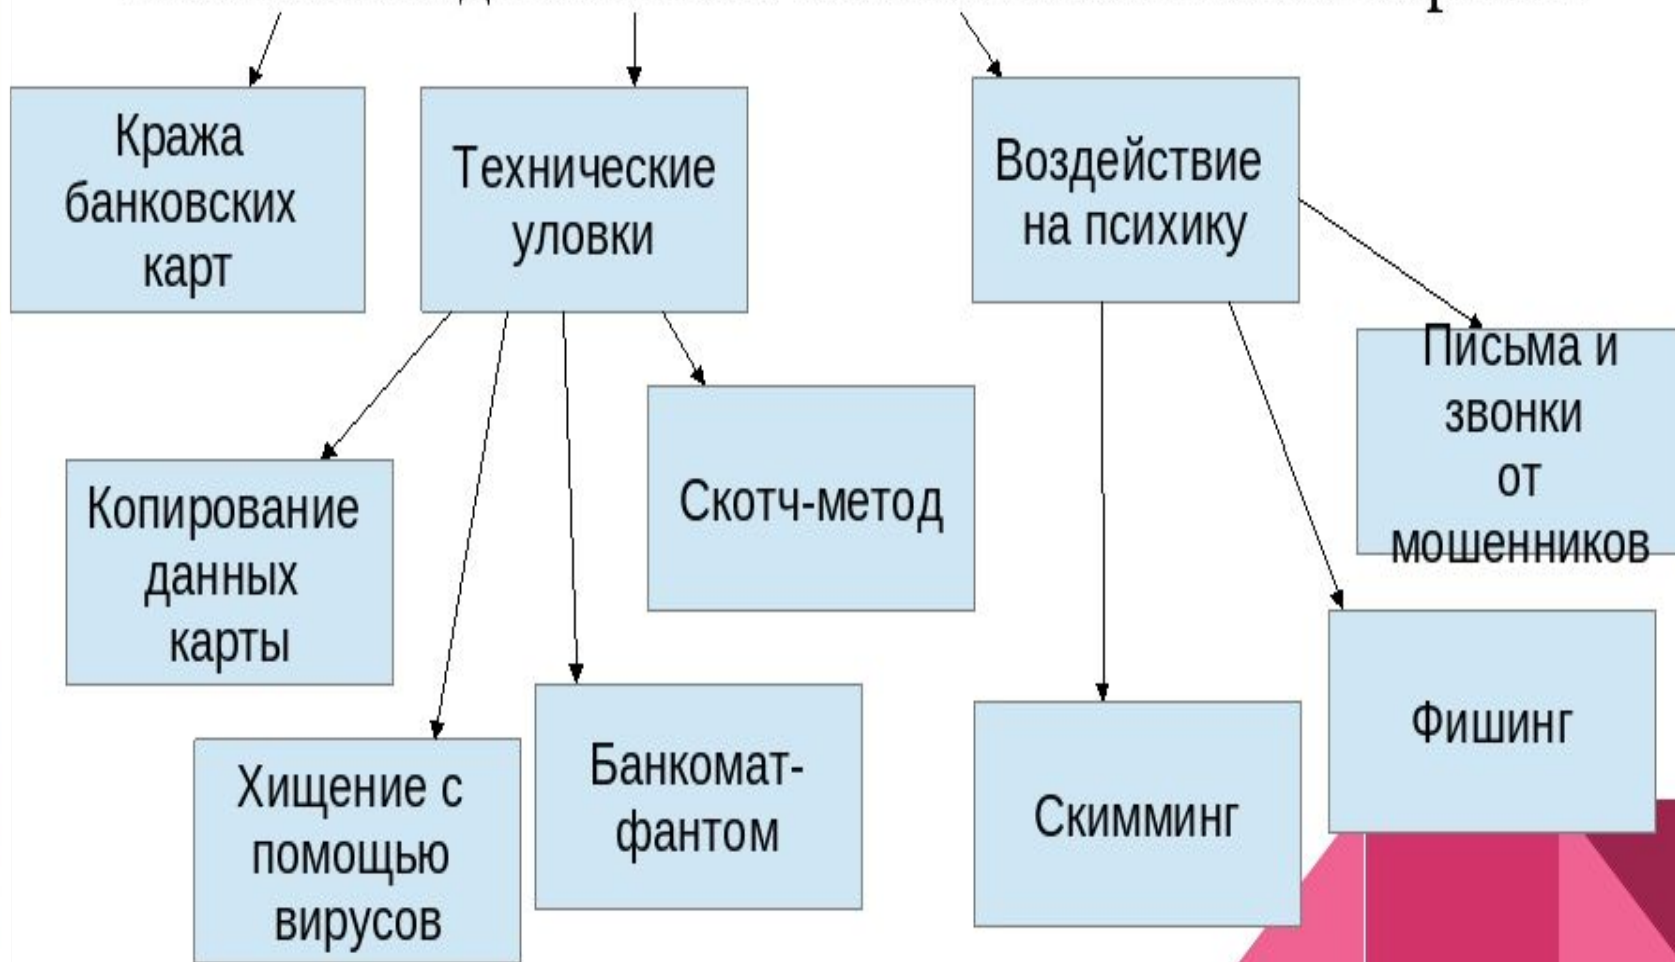 Кража
банковских
карт
Технические
уловки
Воздействие
на психику
Письма и
звонки
от
мошенников
Скотч-метод
Копирование
данных
карты
Фишинг
Банкомат-
фантом
Скимминг
Хищение с
помощью
вирусов